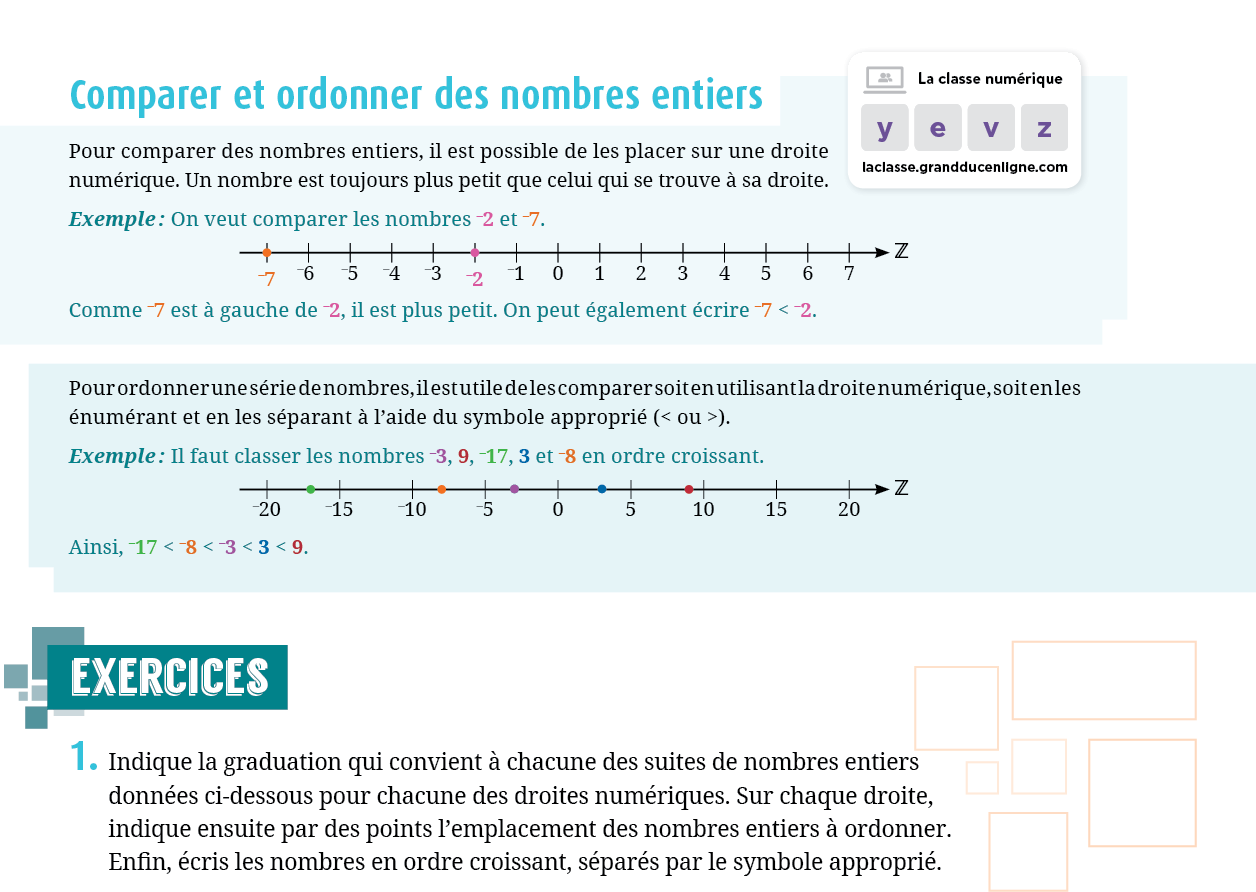 Comparer et ordonner des nombres entiers
La classe numérique
y e v z
laclasse.grandducenligne.com
Pour comparer des nombres entiers, il est possible de les placer sur une droite
numérique. Un nombre est toujours plus petit que celui qui se trouve à sa droite.
Exemple : On veut comparer les nombres ⁻2 et ⁻7.
⁻7 ⁻6 ⁻5 ⁻4 ⁻3 ⁻2 ⁻1 0 1 2 3 4 5 6 7 ℤ
Comme ⁻7 est à gauche de ⁻2, il est plus petit. On peut également écrire ⁻7 < ⁻2.
Pour ordonner une série de nombres, il est utile de les comparer soit en utilisant la droite numérique, soit en les
énumérant et en les séparant à l’aide du symbole approprié (< ou >).
Exemple : Il faut classer les nombres ⁻3, 9, ⁻17, 3 et ⁻8 en ordre croissant.
⁻20 ⁻15 ⁻10 ⁻5 0 5 10 15 20 ℤ
Ainsi, ⁻17 < ⁻8 < ⁻3 < 3 < 9.
EXERCICES
1. Indique la graduation qui convient à chacune des suites de nombres entiers
données ci-dessous pour chacune des droites numériques. Sur chaque droite,
indique ensuite par des points l’emplacement des nombres entiers à ordonner.
Enfin, écris les nombres en ordre croissant, séparés par le symbole approprié.